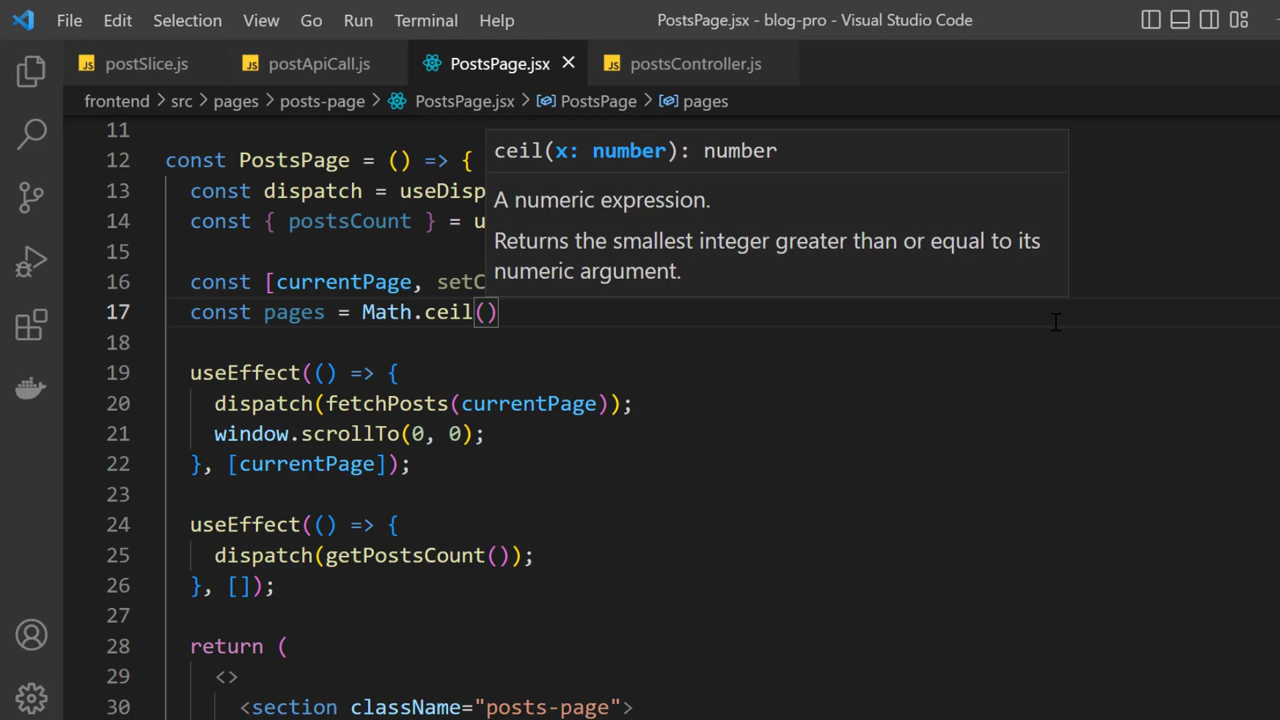 File Edit Selection View Go Run Terminal Help PostsPage.jsx - blog-pro - Visual Studio Code
JS postSlice.js JS postApiCall.js PostsPage.jsx JS postsController.js
frontend > src > pages > posts-page > PostsPage.jsx > PostsPage > pages
11
12 const PostsPage = () => {
13 const dispatch = useDisp
14 const { postsCount } = u
15
16 const [currentPage, setC
17 const pages = Math.ceil()
ceil(x: number): number
A numeric expression.
Returns the smallest integer greater than or equal to its
numeric argument.
18
19 useEffect(() => {
20 dispatch(fetchPosts(currentPage));
21 window.scrollTo(0, 0);
22 }, [currentPage]);
23
24 useEffect(() => {
25 dispatch(getPostsCount());
26 }, []);
27
28 return (
29 <>
30 <section className="posts-page">